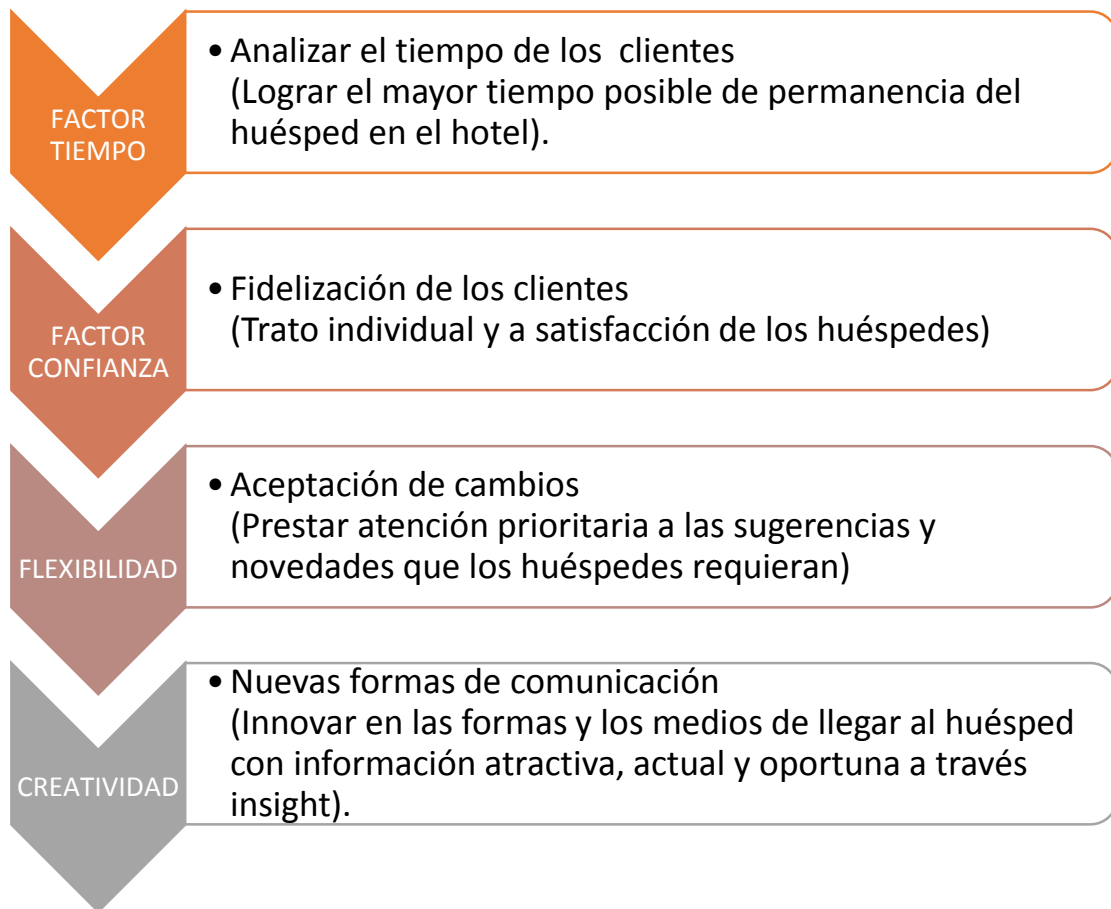 FACTOR
TIEMPO
• Analizar el tiempo de los  clientes
(Lograr el mayor tiempo posible de permanencia del
huésped en el hotel).
FACTOR
CONFIANZA
• Fidelización de los clientes
(Trato individual y a satisfacción de los huéspedes)
FLEXIBILIDAD
• Aceptación de cambios
(Prestar atención prioritaria a las sugerencias y
novedades que los huéspedes requieran)
CREATIVIDAD
• Nuevas formas de comunicación
(Innovar en las formas y los medios de llegar al huésped
con información atractiva, actual y oportuna a través
insight).